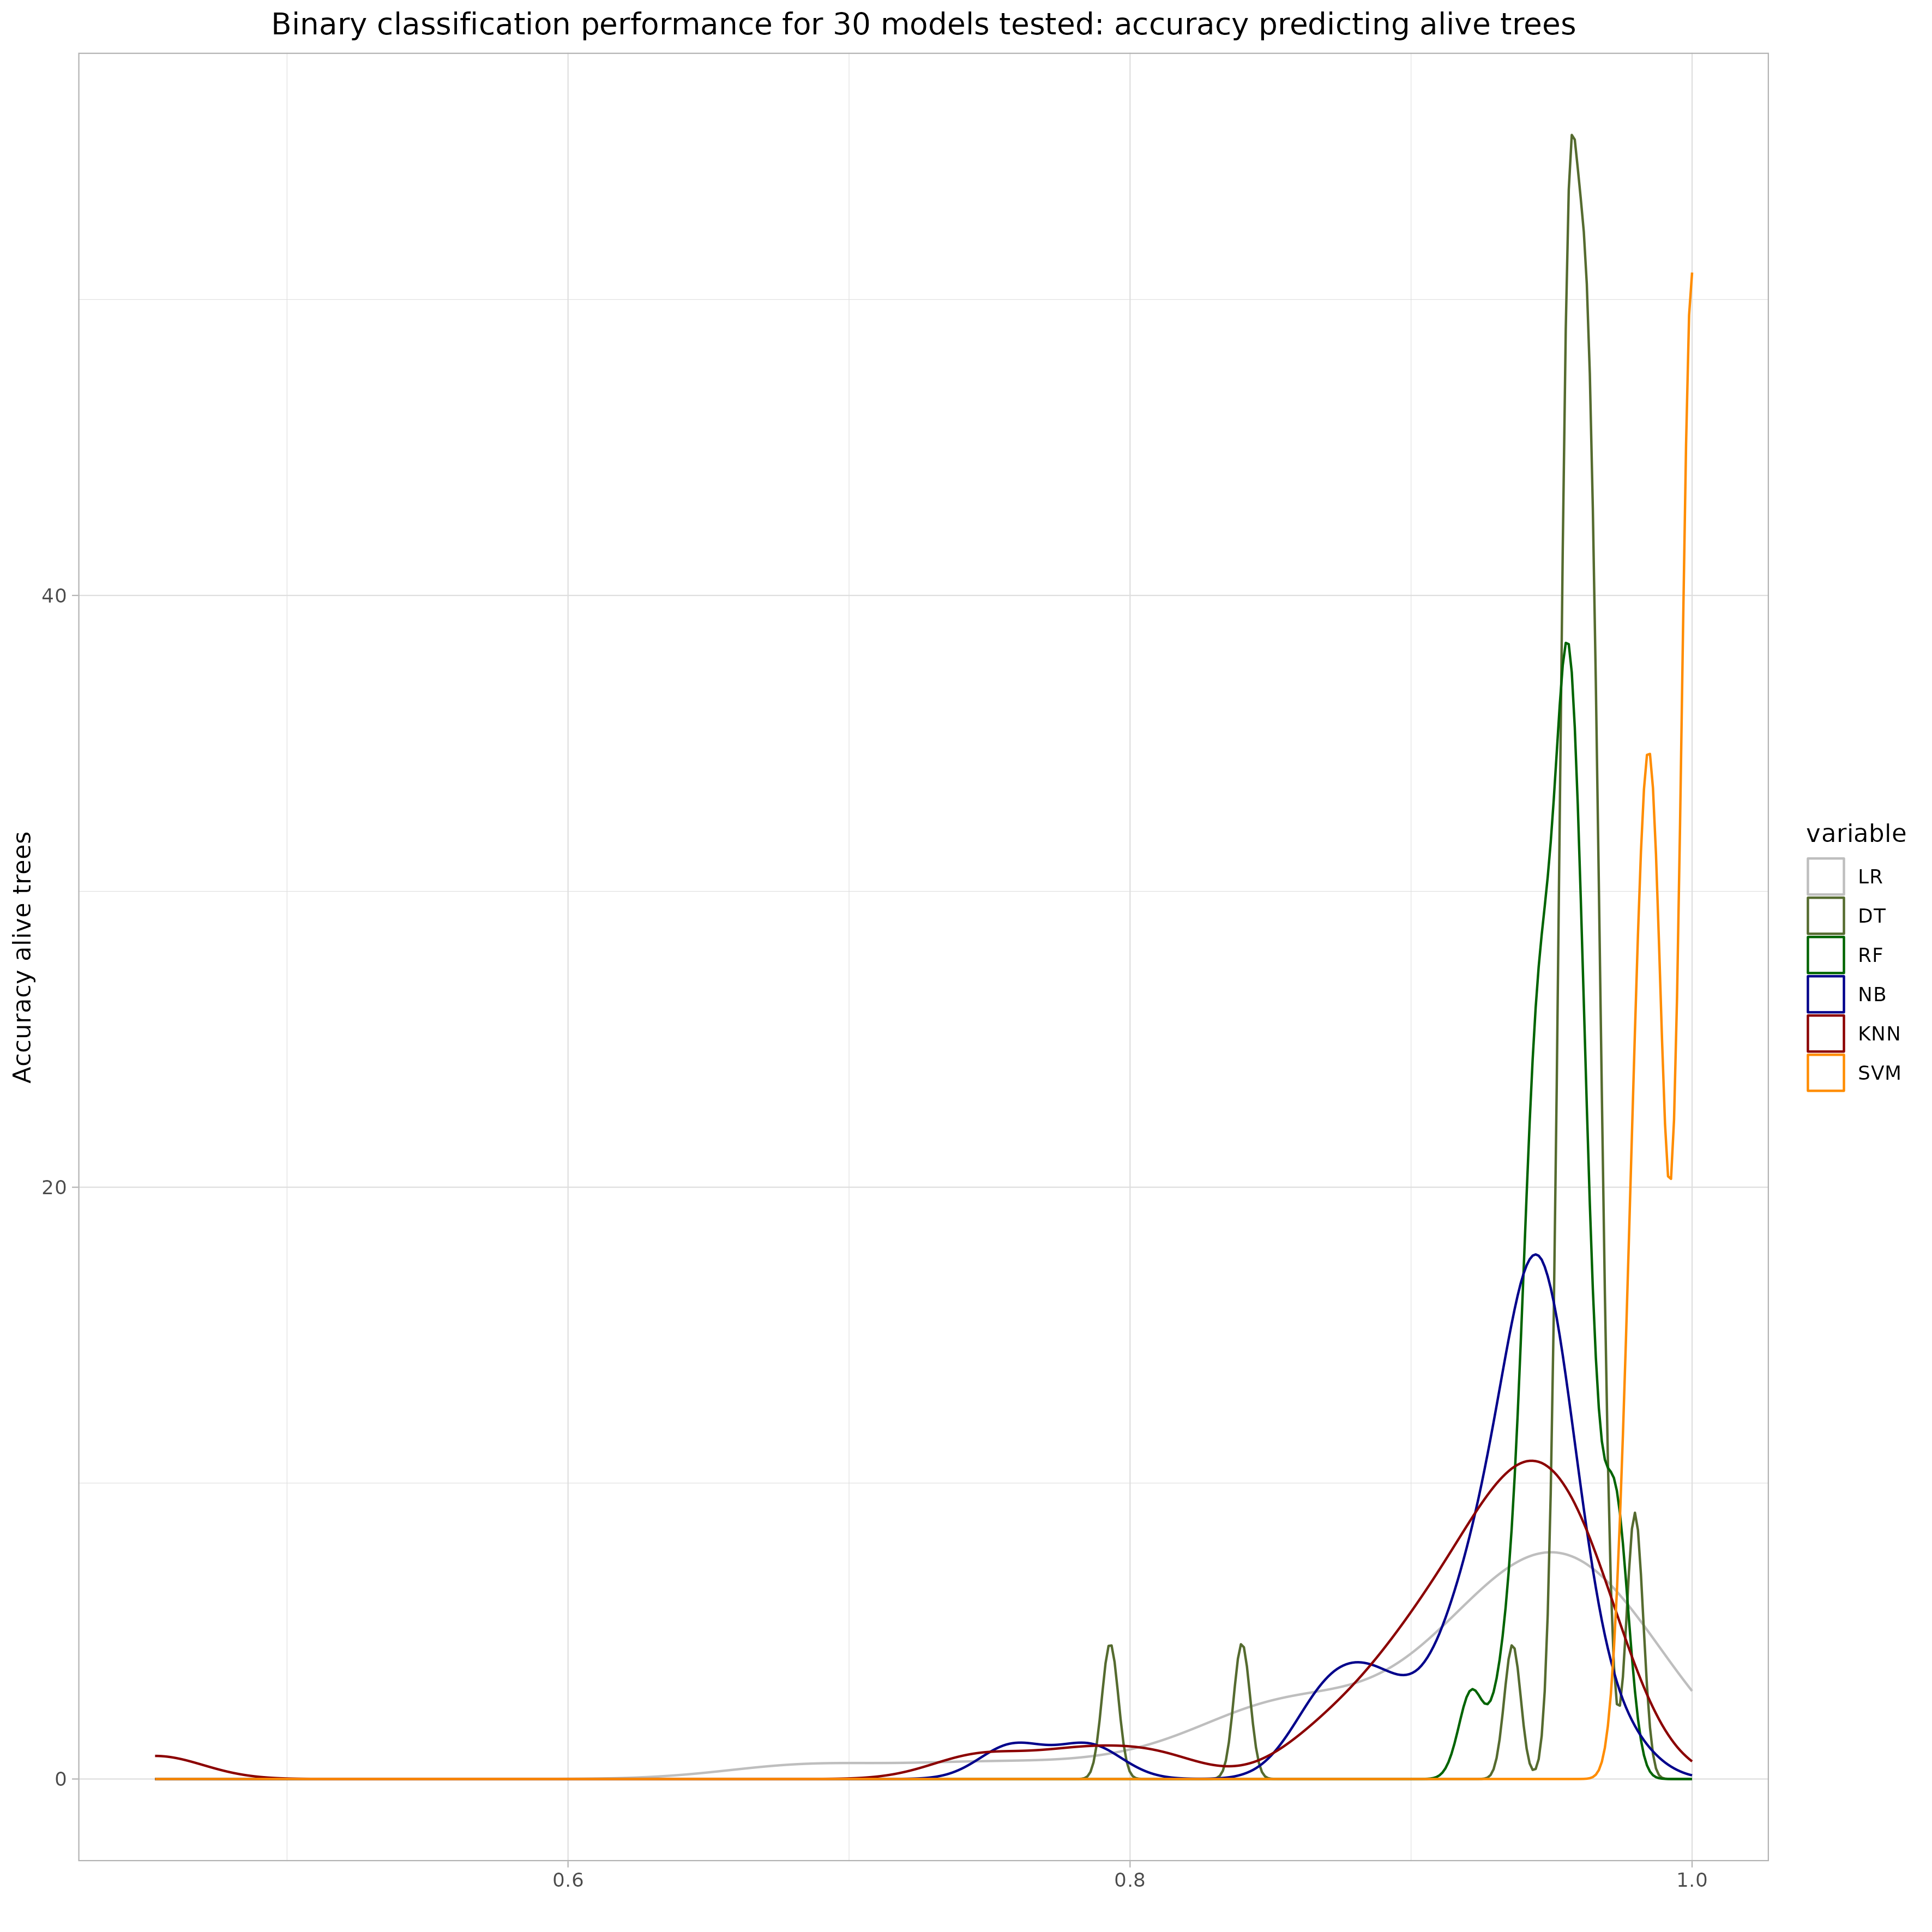 Binary classification performance for 30 models tested: accuracy predicting alive trees
Accuracy alive trees
40
20
0
0.6
0.8
1.0
variable
LR
DT
RF
NB
KNN
SVM